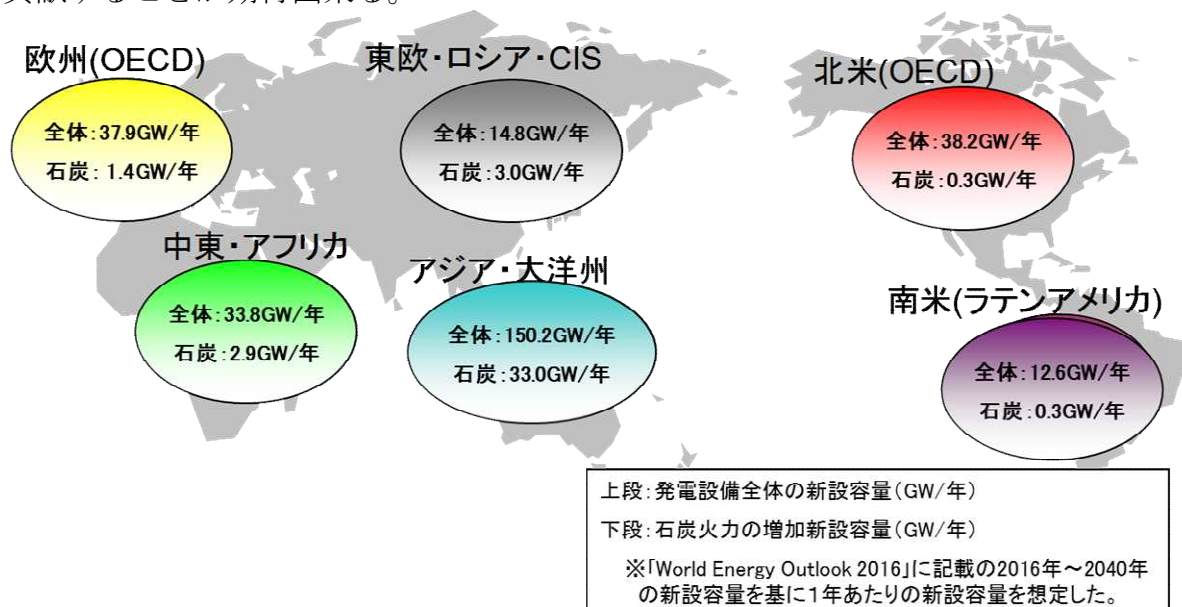 貢献することが期待出来る。
欧州(OECD)
全体：37.9GW/年
石炭：1.4GW/年
東欧・ロシア・CIS
全体：14.8GW/年
石炭：3.0GW/年
北米(OECD)
全体：38.2GW/年
石炭：0.3GW/年
中東・アフリカ
全体：33.8GW/年
石炭：2.9GW/年
アジア・大洋州
全体：150.2GW/年
石炭：33.0GW/年
南米(ラテンアメリカ)
全体：12.6GW/年
石炭：0.3GW/年
上段：発電設備全体の新設容量（GW/年）
下段：石炭火力の増加新設容量（GW/年）
※「World Energy Outlook 2016」に記載の2016年～2040年
の新設容量を基に１年あたりの新設容量を想定した。